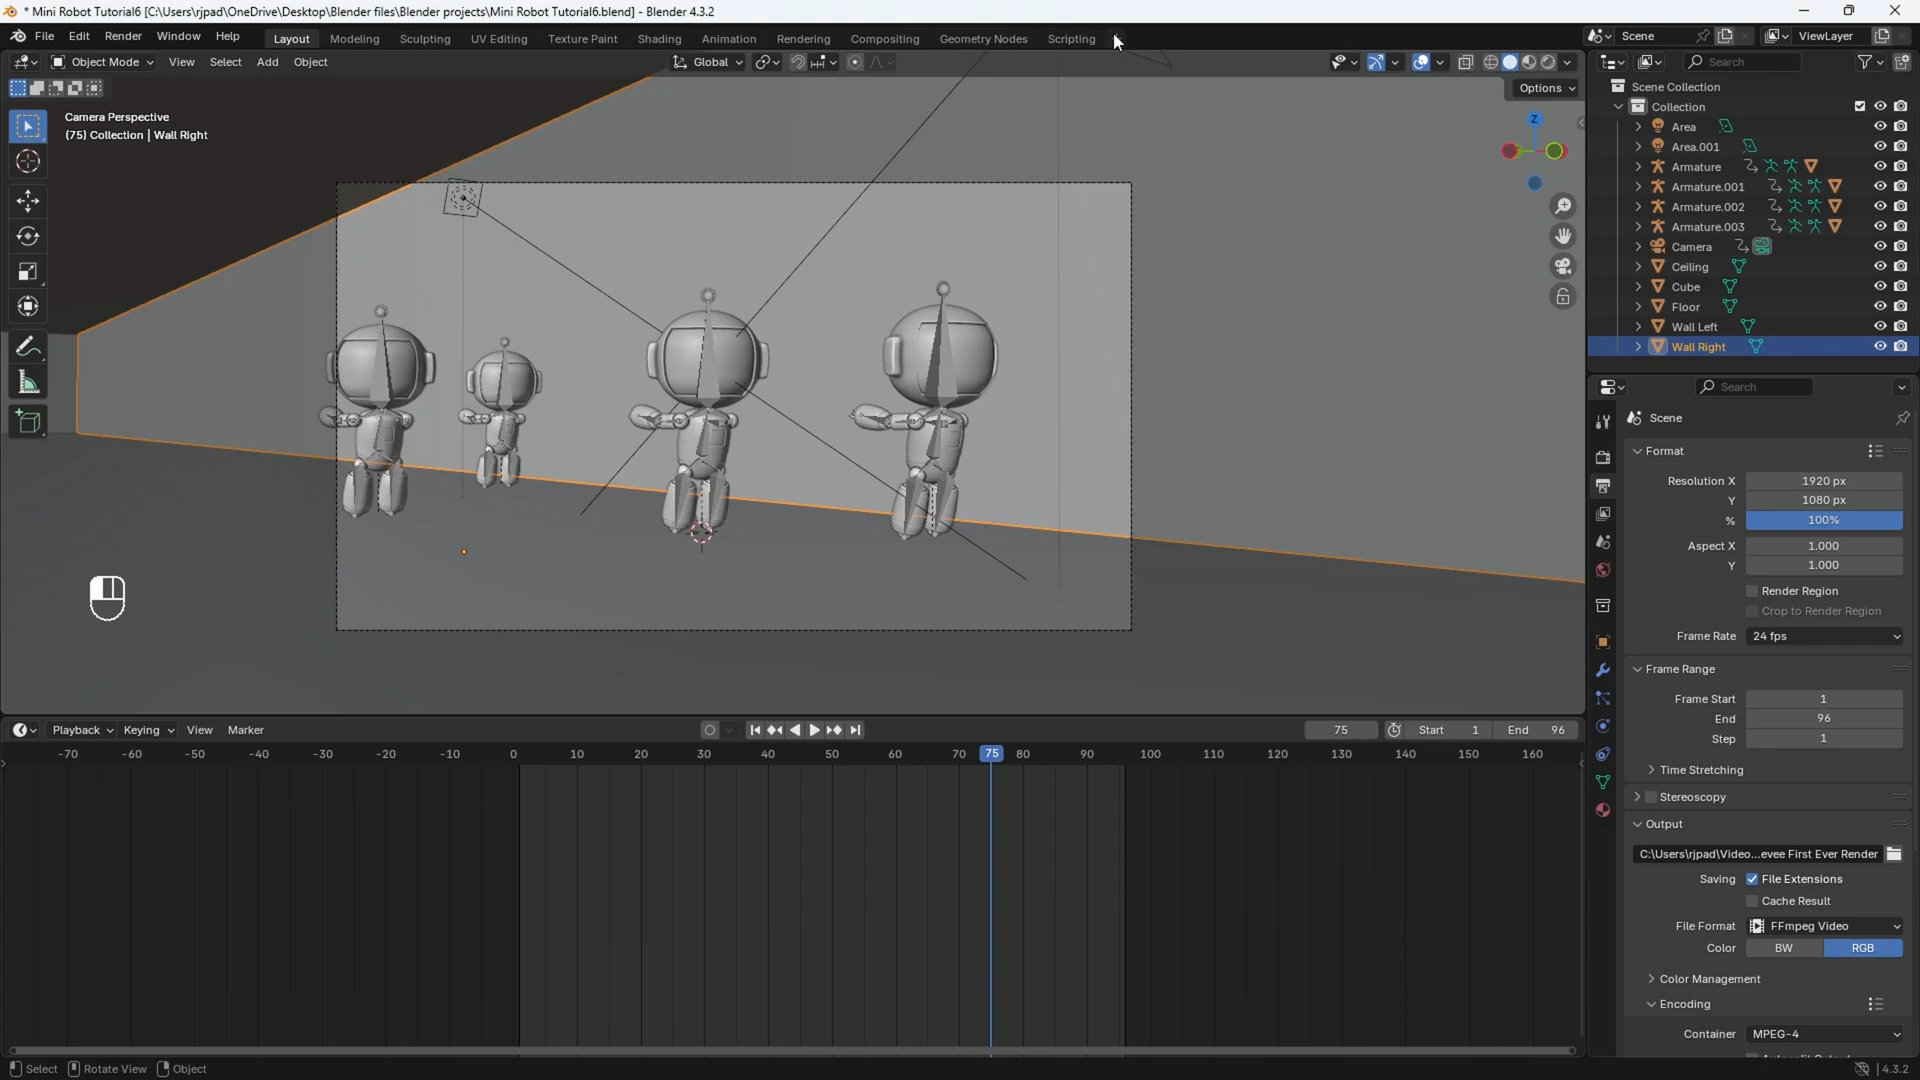 * Mini Robot Tutorial6 [C:\Users\rjpad\OneDrive\Desktop\Blender files\Blender projects\Mini Robot Tutorial6.blend] - Blender 4.3.2
File Edit Render Window Help Layout Modeling Sculpting UV Editing Texture Paint Shading Animation Rendering Compositing Geometry Nodes Scripting Scene ViewLayer
Object Mode View Select Add Object Global Search
Options
Camera Perspective
(75) Collection | Wall Right
Z
Scene Collection
Collection
Area
Area.001
Armature
Armature.001
Armature.002
Armature.003
Camera
Ceiling
Cube
Floor
Wall Left
Wall Right
Search
Scene
Format
Resolution X 1920 px
Y 1080 px
% 100%
Aspect X 1.000
Y 1.000
Render Region
Crop to Render Region
Frame Rate 24 fps
Frame Range
Frame Start 1
End 96
Step 1
Time Stretching
Stereoscopy
Output
C:\Users\rjpad\Video...evee First Ever Render
Saving File Extensions
Cache Result
File Format FFmpeg Video
Color BW RGB
Color Management
Encoding
Container MPEG-4
Playback Keying View Marker 75 Start 1 End 96
-70 -60 -50 -40 -30 -20 -10 0 10 20 30 40 50 60 70 75 80 90 100 110 120 130 140 150 160
Select Rotate View Object 4.3.2